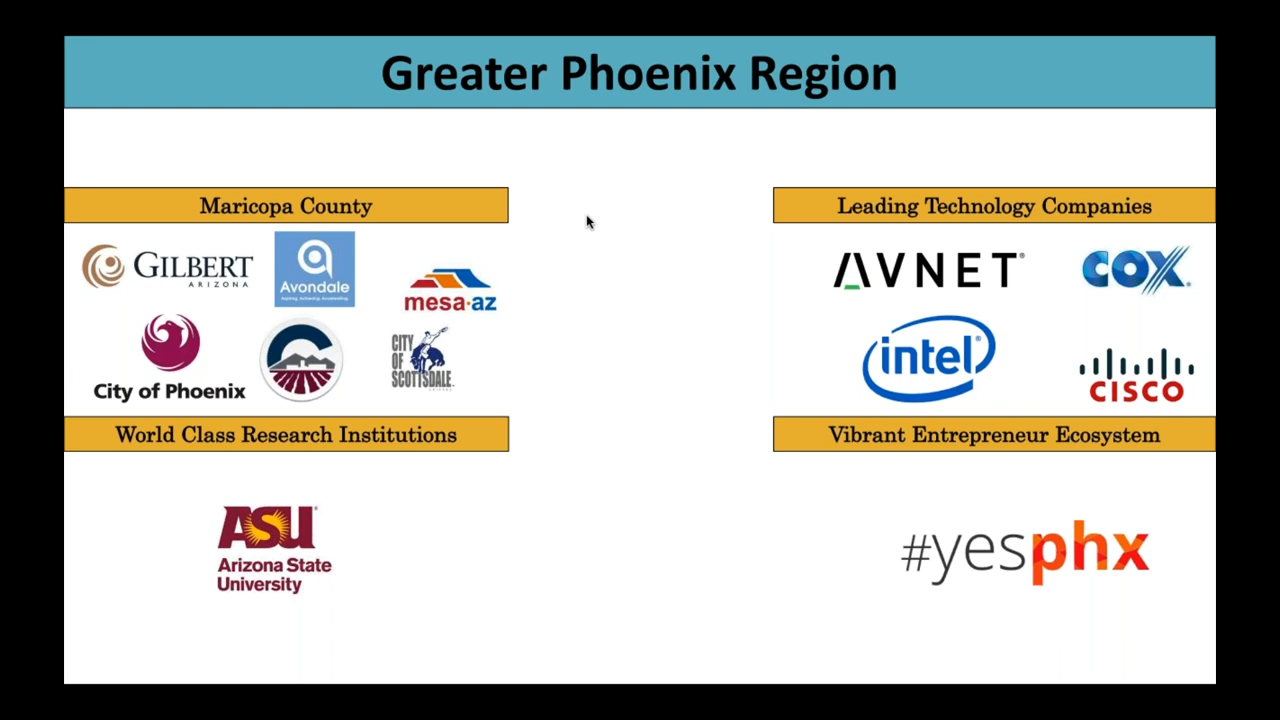 Greater Phoenix Region
Maricopa County
GILBERT
ARIZONA
Avondale
mesa·az
City of Phoenix
CITY
OF
SCOTTSDALE
Leading Technology Companies
AVNET®
COX
intel®
CISCO
World Class Research Institutions
ASU
Arizona State
University
Vibrant Entrepreneur Ecosystem
#yesphx